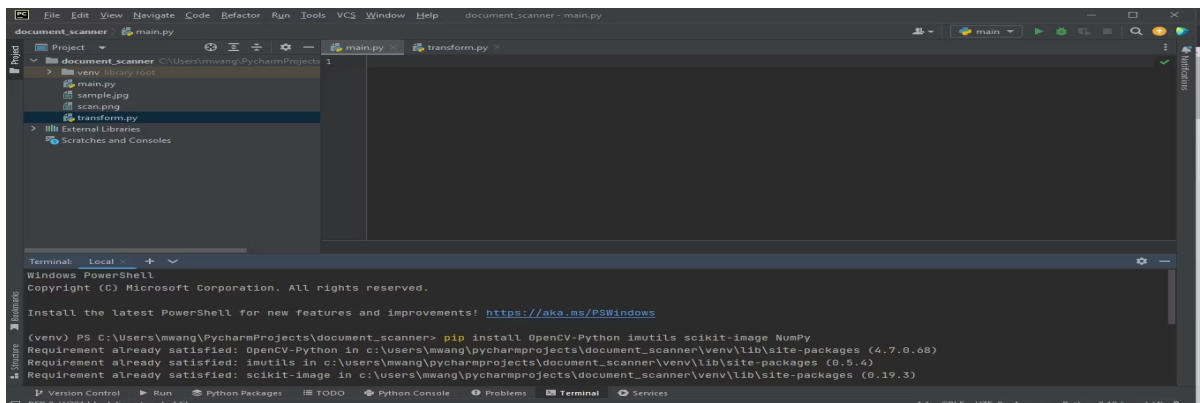 PC File Edit View Navigate Code Refactor Run Tools VCS Window Help document_scanner - main.py
document_scanner main.py main
Project main.py transform.py
document_scanner C:\Users\mwang\PycharmProjects 1
venv library root
main.py
sample.jpg
scan.png
transform.py
External Libraries
Scratches and Consoles
Project
Notifications
Terminal: Local
Windows PowerShell
Copyright (C) Microsoft Corporation. All rights reserved.
Install the latest PowerShell for new features and improvements! https://aka.ms/PSWindows
(venv) PS C:\Users\mwang\PycharmProjects\document_scanner> pip install OpenCV-Python imutils scikit-image NumPy
Requirement already satisfied: OpenCV-Python in c:\users\mwang\pycharmprojects\document_scanner\venv\lib\site-packages (4.7.0.68)
Requirement already satisfied: imutils in c:\users\mwang\pycharmprojects\document_scanner\venv\lib\site-packages (0.5.4)
Requirement already satisfied: scikit-image in c:\users\mwang\pycharmprojects\document_scanner\venv\lib\site-packages (0.19.3)
Bookmarks
Structure
Version Control Run Python Packages TODO Python Console Problems Terminal Services